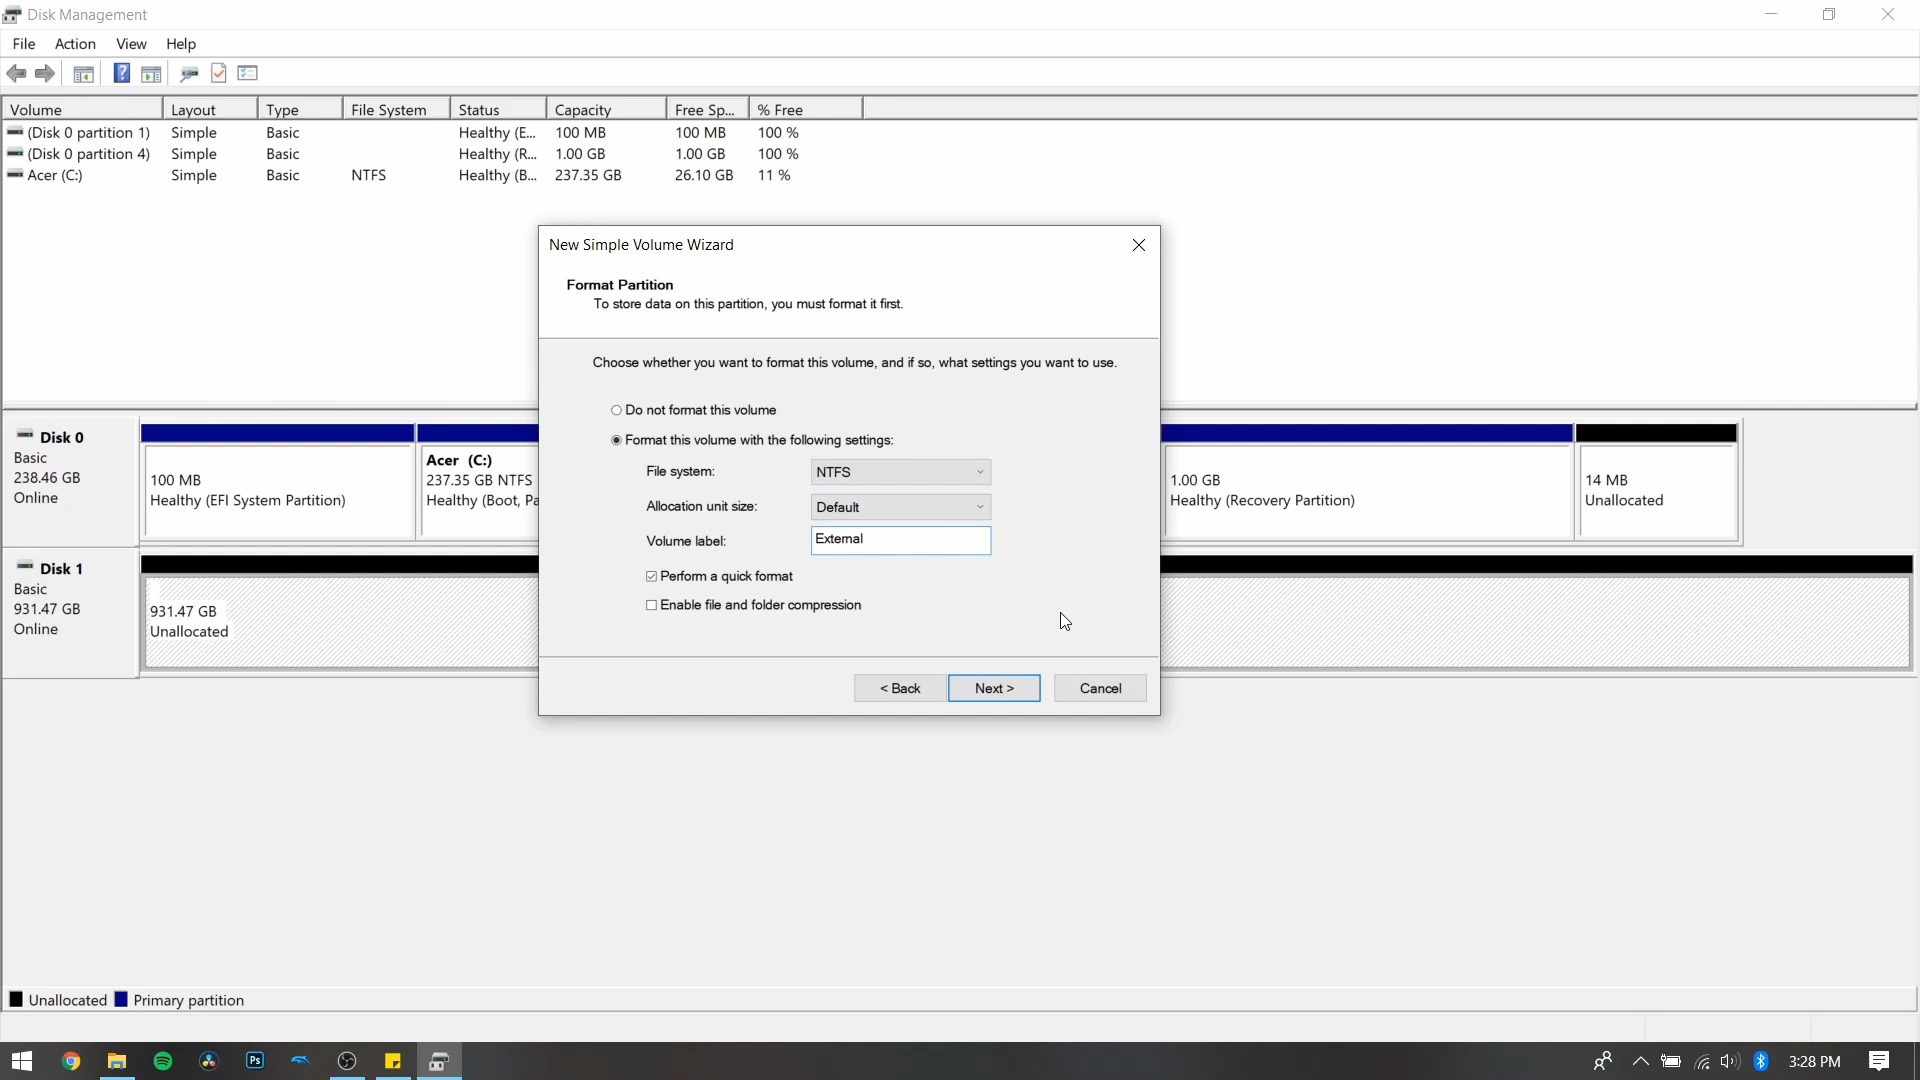 Disk Management
File Action View Help
Volume Layout Type File System Status Capacity Free Sp... % Free
(Disk 0 partition 1) Simple Basic Healthy (E... 100 MB 100 MB 100 %
(Disk 0 partition 4) Simple Basic Healthy (R... 1.00 GB 1.00 GB 100 %
Acer (C:) Simple Basic NTFS Healthy (B... 237.35 GB 26.10 GB 11 %
New Simple Volume Wizard
Format Partition
To store data on this partition, you must format it first.
Choose whether you want to format this volume, and if so, what settings you want to use.
Do not format this volume
Format this volume with the following settings:
File system: NTFS
Allocation unit size: Default
Volume label: External
Perform a quick format
Enable file and folder compression
< Back Next > Cancel
Disk 0
Basic
238.46 GB
Online
100 MB
Healthy (EFI System Partition)
Acer (C:)
237.35 GB NTFS
Healthy (Boot, Pa
1.00 GB
Healthy (Recovery Partition)
14 MB
Unallocated
Disk 1
Basic
931.47 GB
Online
931.47 GB
Unallocated
Unallocated Primary partition
Ps
3:28 PM